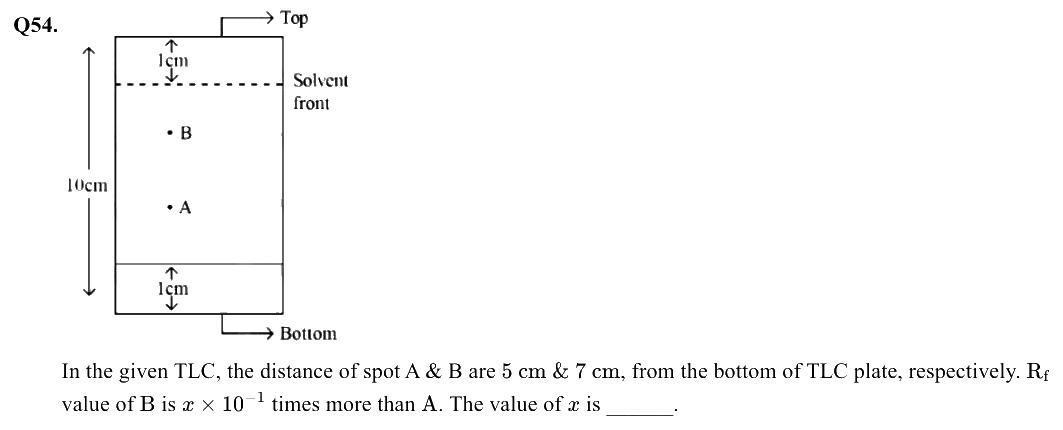 Q54.
Top
1cm
Solvent
front
• B
10cm
• A
1cm
Bottom
In the given TLC, the distance of spot A & B are 5 cm & 7 cm, from the bottom of TLC plate, respectively. Rf
value of B is x × 10⁻¹ times more than A. The value of x is ______.